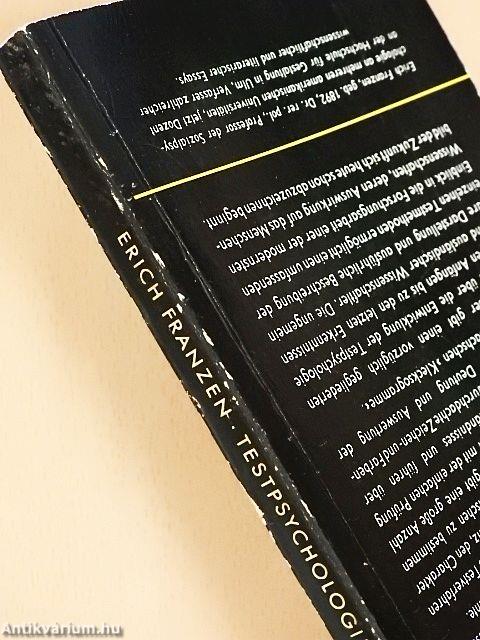 Testverfahren
den Charakter
zu bestimmen
gibt eine große Anzahl
mit der einfachen Prüfung
und führen über
Zeichen- und Farben-
Deutung und Auswertung der
»Klecksogramme«.
gibt einen vorzüglich gegliederten
über die Entwicklung der Testpsychologie
Anfängen bis zu den letzten Erkenntnissen
und ausländischer Wissenschaftler. Die ungemein
Darstellung und ausführliche Beschreibung der
einzelnen Testmethoden ermöglicht einen umfassenden
Einblick in die Forschungsarbeit einer der modernsten
Wissenschaften, deren Auswirkung auf das Menschen-
bild der Zukunft sich heute schon abzuzeichnen beginnt
Erich Franzen, geb. 1892, Dr. rer. pol., Professor der Sozialpsy-
chologie an mehreren amerikanischen Universitäten, jetzt Dozent
an der Hochschule für Gestaltung in Ulm, Verfasser zahlreicher
wissenschaftlicher und literarischer Essays.
ERICH FRANZEN · TESTPSYCHOLOGI
Antikvárium.hu